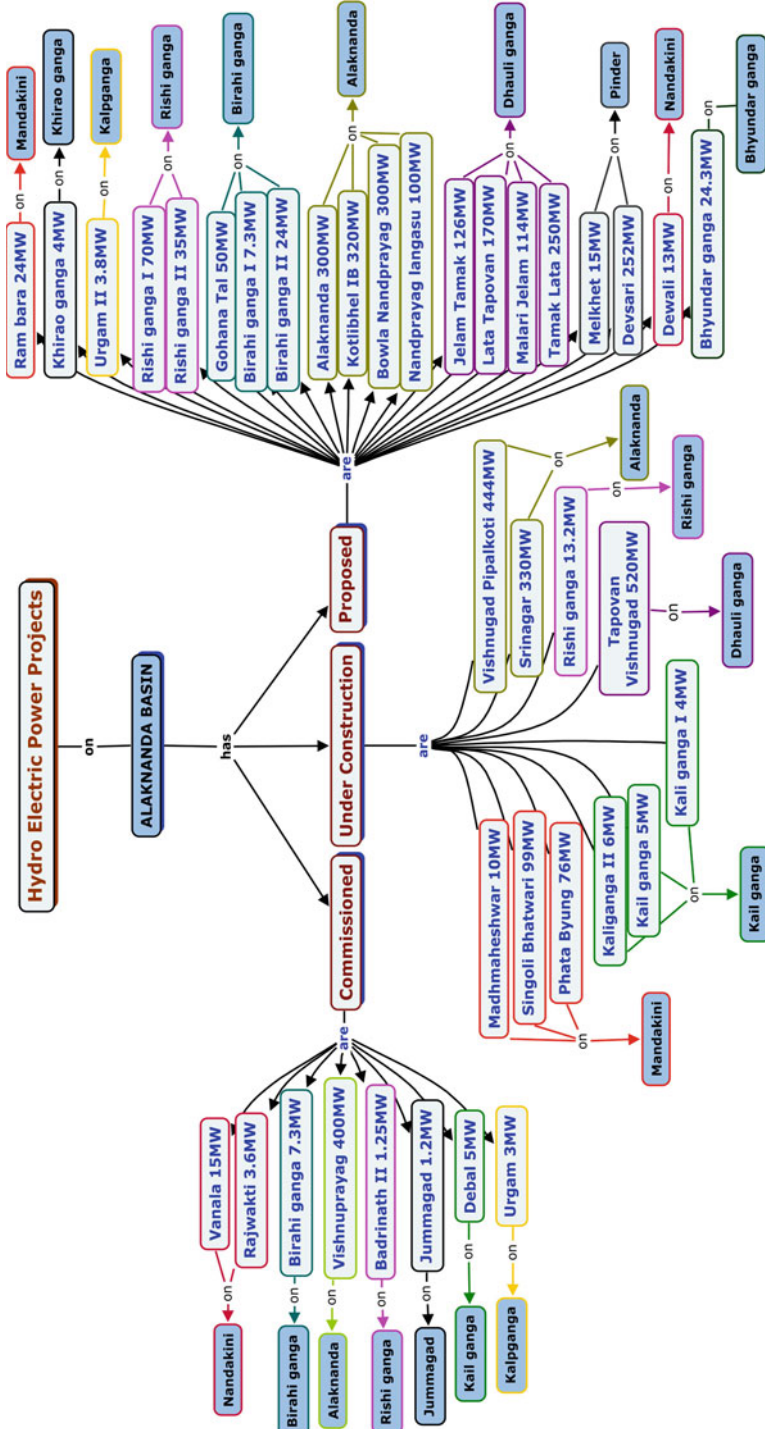 Hydro Electric Power Projects
on
ALAKNANDA BASIN
has
Commissioned
Under Construction
Proposed
are
Vanala 15MW
Rajwakti 3.6MW
on
Nandakini
Birahi ganga 7.3MW
on
Birahi ganga
Vishnuprayag 400MW
on
Alaknanda
Badrinath II 1.25MW
on
Rishi ganga
Jummagad 1.2MW
on
Jummagad
Debal 5MW
on
Kail ganga
Urgam 3MW
on
Kalpganga
are
Madhmaheshwar 10MW
Singoli Bhatwari 99MW
Phata Byung 76MW
on
Mandakini
Kaliganga II 6MW
Kail ganga 5MW
Kali ganga I 4MW
on
Kail ganga
Tapovan
Vishnugad 520MW
on
Dhauli ganga
Rishi ganga 13.2MW
on
Rishi ganga
Srinagar 330MW
Vishnugad Pipalkoti 444MW
on
Alaknanda
are
Ram bara 24MW
on
Mandakini
Khirao ganga 4MW
on
Khirao ganga
Urgam II 3.8MW
on
Kalpganga
Rishi ganga I 70MW
Rishi ganga II 35MW
on
Rishi ganga
Gohana Tal 50MW
Birahi ganga I 7.3MW
Birahi ganga II 24MW
on
Birahi ganga
Alaknanda 300MW
Kotlibhel IB 320MW
Bowla Nandprayag 300MW
Nandprayag langasu 100MW
on
Alaknanda
Jelam Tamak 126MW
Lata Tapovan 170MW
Malari Jelam 114MW
Tamak Lata 250MW
on
Dhauli ganga
Melkhet 15MW
Devsari 252MW
on
Pinder
Dewali 13MW
on
Nandakini
Bhyundar ganga 24.3MW
on
Bhyundar ganga